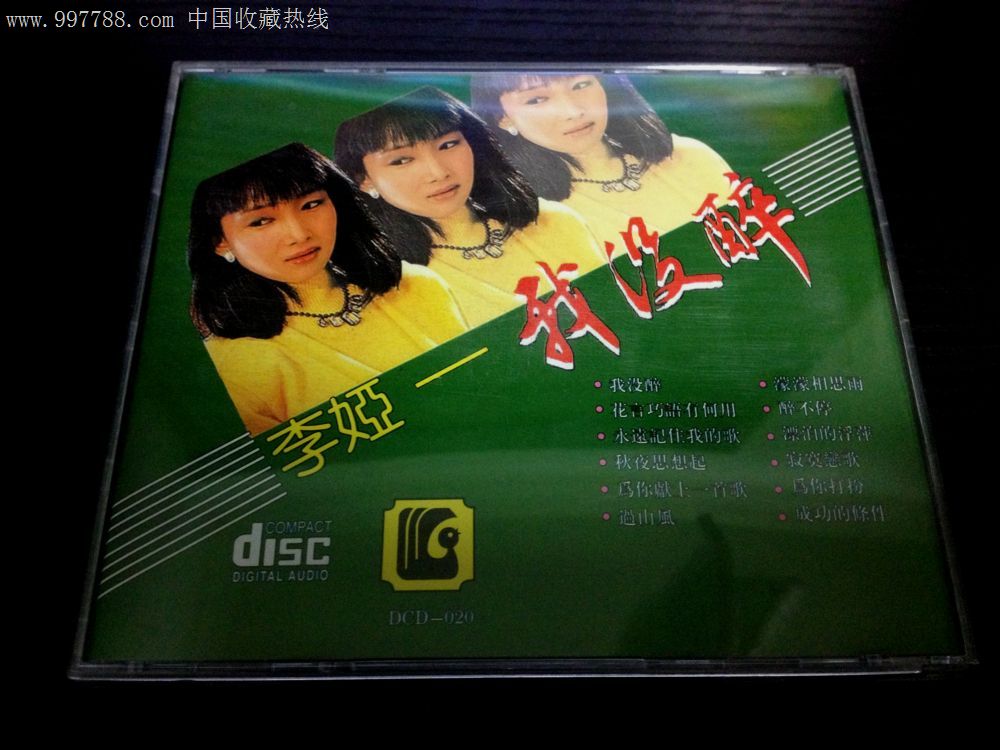 www.997788.com 中国收藏热线
我没醉
李婭一
我没醉
濛濛相思雨
花言巧語有何用
醉不停
永遠記住我的歌
漂泊的浮萍
秋夜思想起
寂寞戀歌
爲你獻上一首歌
爲你打扮
過山風
成功的條件
COMPACT
disc
DIGITAL AUDIO
DCD-020